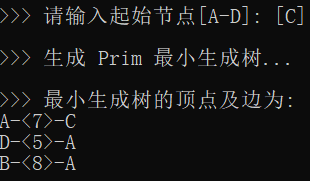 >>> 请输入起始节点[A-D]: [C]
>>> 生成 Prim 最小生成树...
>>> 最小生成树的顶点及边为:
A-<7>-C
D-<5>-A
B-<8>-A